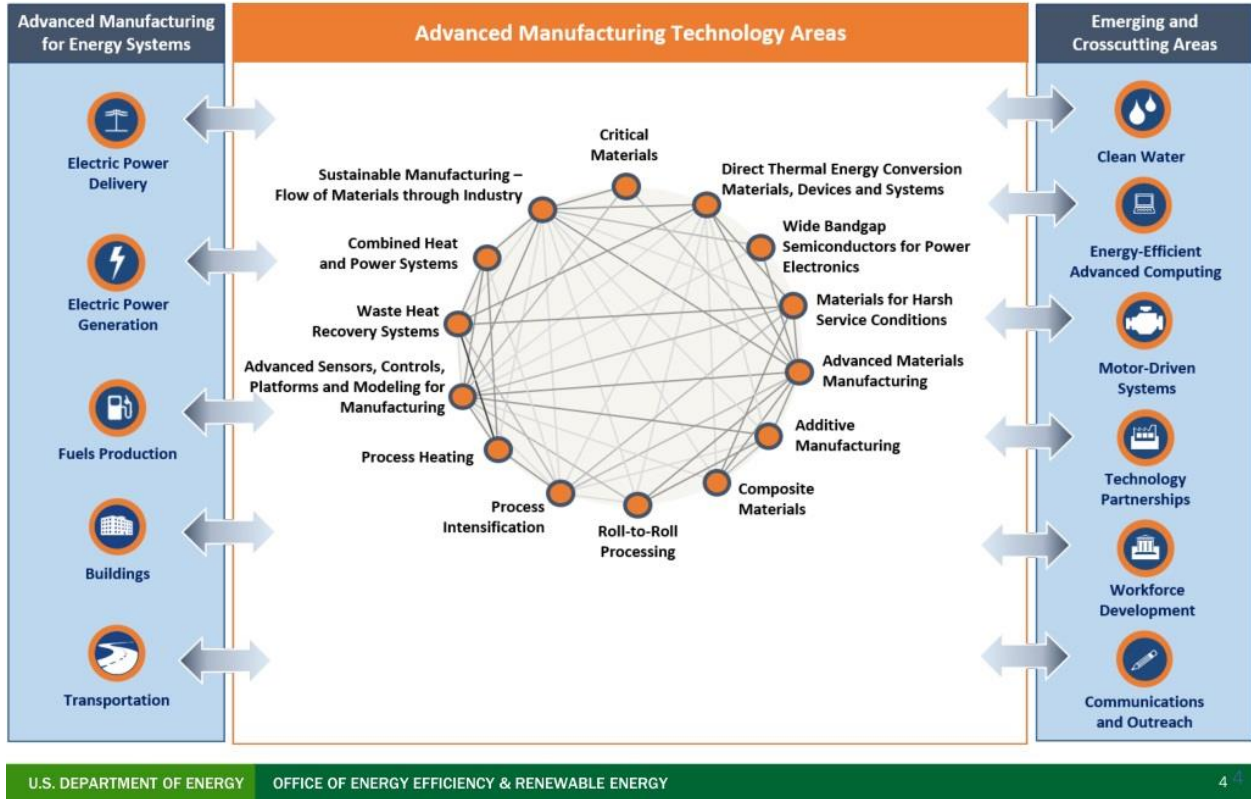 Advanced Manufacturing
for Energy Systems
Electric Power
Delivery
Electric Power
Generation
Fuels Production
Buildings
Transportation
Advanced Manufacturing Technology Areas
Critical
Materials
Direct Thermal Energy Conversion
Materials, Devices and Systems
Wide Bandgap
Semiconductors for Power
Electronics
Materials for Harsh
Service Conditions
Advanced Materials
Manufacturing
Additive
Manufacturing
Composite
Materials
Roll-to-Roll
Processing
Process
Intensification
Process Heating
Advanced Sensors, Controls,
Platforms and Modeling for
Manufacturing
Waste Heat
Recovery Systems
Combined Heat
and Power Systems
Sustainable Manufacturing –
Flow of Materials through Industry
Emerging and
Crosscutting Areas
Clean Water
Energy-Efficient
Advanced Computing
Motor-Driven
Systems
Technology
Partnerships
Workforce
Development
Communications
and Outreach
U.S. DEPARTMENT OF ENERGY OFFICE OF ENERGY EFFICIENCY & RENEWABLE ENERGY 4 4